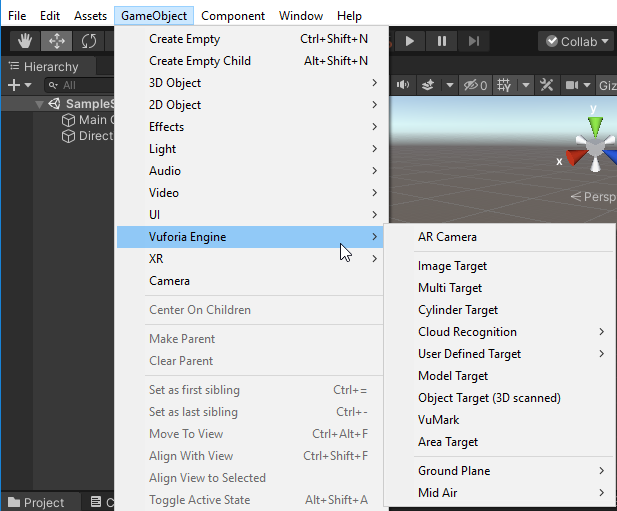 File Edit Assets GameObject Component Window Help
Collab
Hierarchy
All
SampleS
Main C
Direct
Create Empty Ctrl+Shift+N
Create Empty Child Alt+Shift+N
3D Object
2D Object
Effects
Light
Audio
Video
UI
Vuforia Engine
XR
Camera
Center On Children
Make Parent
Clear Parent
Set as first sibling Ctrl+=
Set as last sibling Ctrl+-
Move To View Ctrl+Alt+F
Align With View Ctrl+Shift+F
Align View to Selected
Toggle Active State Alt+Shift+A
0
Giz
y
x
Persp
AR Camera
Image Target
Multi Target
Cylinder Target
Cloud Recognition
User Defined Target
Model Target
Object Target (3D scanned)
VuMark
Area Target
Ground Plane
Mid Air
Project
C